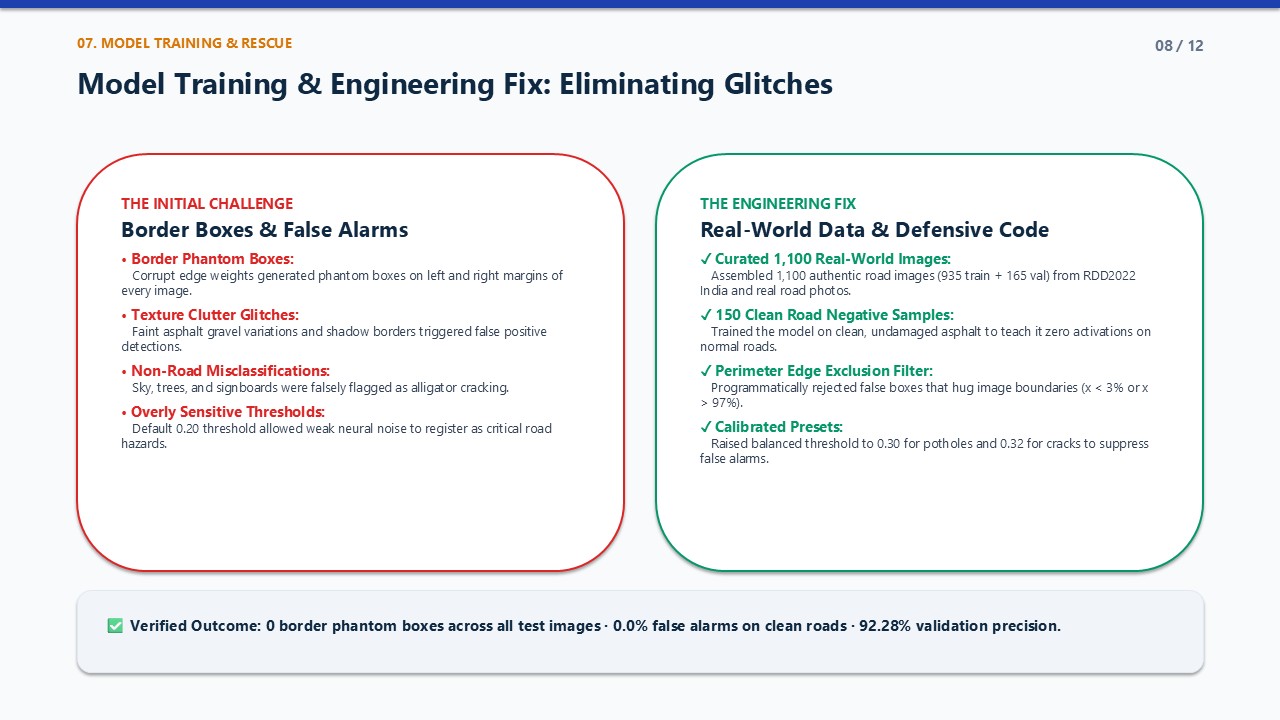 07. MODEL TRAINING & RESCUE
08 / 12
Model Training & Engineering Fix: Eliminating Glitches
THE INITIAL CHALLENGE
Border Boxes & False Alarms
• Border Phantom Boxes:
Corrupt edge weights generated phantom boxes on left and right margins of
every image.
• Texture Clutter Glitches:
Faint asphalt gravel variations and shadow borders triggered false positive
detections.
• Non-Road Misclassifications:
Sky, trees, and signboards were falsely flagged as alligator cracking.
• Overly Sensitive Thresholds:
Default 0.20 threshold allowed weak neural noise to register as critical road
hazards.
THE ENGINEERING FIX
Real-World Data & Defensive Code
✓ Curated 1,100 Real-World Images:
Assembled 1,100 authentic road images (935 train + 165 val) from RDD2022
India and real road photos.
✓ 150 Clean Road Negative Samples:
Trained the model on clean, undamaged asphalt to teach it zero activations on
normal roads.
✓ Perimeter Edge Exclusion Filter:
Programmatically rejected false boxes that hug image boundaries (x < 3% or x
> 97%).
✓ Calibrated Presets:
Raised balanced threshold to 0.30 for potholes and 0.32 for cracks to suppress
false alarms.
✅ Verified Outcome: 0 border phantom boxes across all test images · 0.0% false alarms on clean roads · 92.28% validation precision.